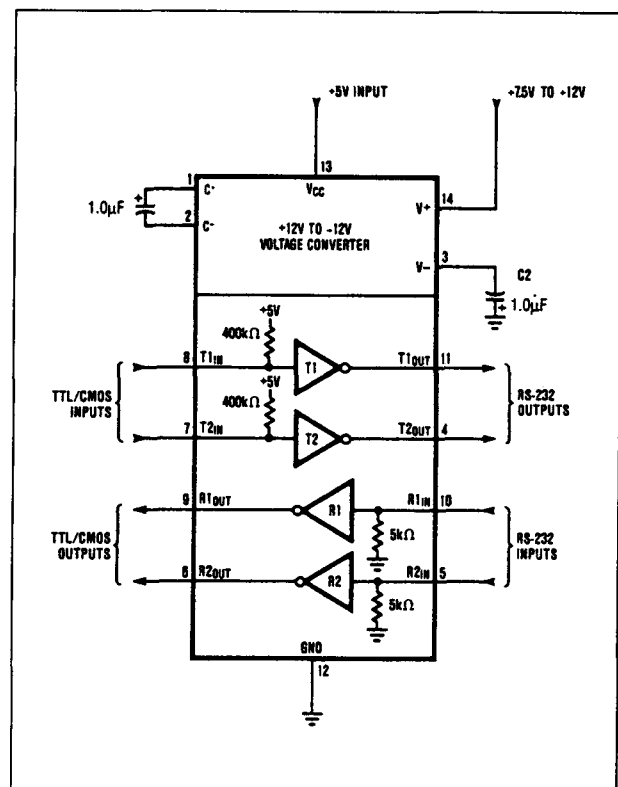 +5V INPUT
+7.5V TO +12V
13
VCC
1
C-
1.0µF
+
2
C-
+12V TO -12V
VOLTAGE CONVERTER
14
V+
3
V-
C2
+ 1.0µF
+5V
400kΩ
8 T1IN
T1
T1OUT 11
+5V
400kΩ
7 T2IN
T2
T2OUT 4
TTL/CMOS
INPUTS
RS-232
OUTPUTS
9 R1OUT
R1
R1IN 10
5kΩ
6 R2OUT
R2
R2IN 5
5kΩ
TTL/CMOS
OUTPUTS
RS-232
INPUTS
GND
12